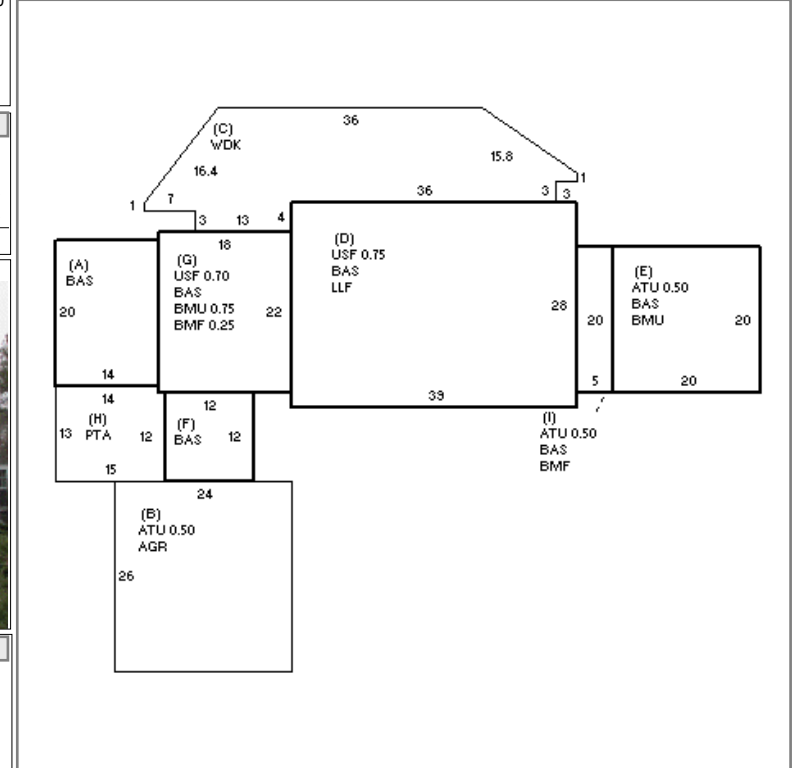 36
(C)
WDK
15.8
16.4
1
36
3
3
7
1
3
13
4
18
(A)
BAS
20
14
(G)
USF 0.70
BAS
BMU 0.75
BMF 0.25
22
(D)
USF 0.75
BAS
LLF
28
39
20
5
(E)
ATU 0.50
BAS
BMU
20
20
14
(H)
PTA
13
12
15
12
(F)
BAS
12
(I)
ATU 0.50
BAS
BMF
24
(B)
ATU 0.50
AGR
26